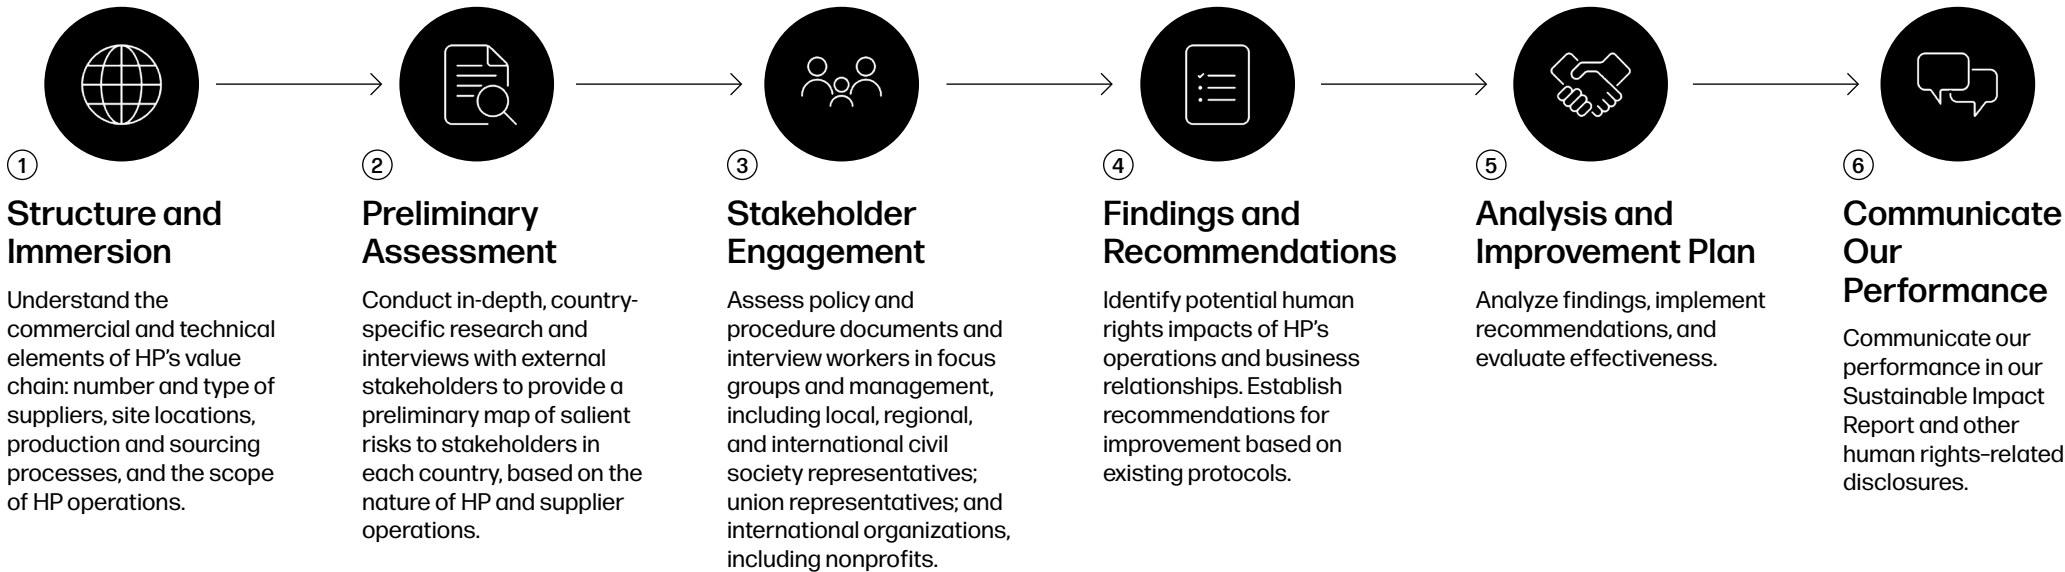 1
Structure and
Immersion
Understand the
commercial and technical
elements of HP's value
chain: number and type of
suppliers, site locations,
production and sourcing
processes, and the scope
of HP operations.
2
Preliminary
Assessment
Conduct in-depth, country-
specific research and
interviews with external
stakeholders to provide a
preliminary map of salient
risks to stakeholders in
each country, based on the
nature of HP and supplier
operations.
3
Stakeholder
Engagement
Assess policy and
procedure documents and
interview workers in focus
groups and management,
including local, regional,
and international civil
society representatives;
union representatives; and
international organizations,
including nonprofits.
4
Findings and
Recommendations
Identify potential human
rights impacts of HP's
operations and business
relationships. Establish
recommendations for
improvement based on
existing protocols.
5
Analysis and
Improvement Plan
Analyze findings, implement
recommendations, and
evaluate effectiveness.
6
Communicate
Our
Performance
Communicate our
performance in our
Sustainable Impact
Report and other
human rights–related
disclosures.